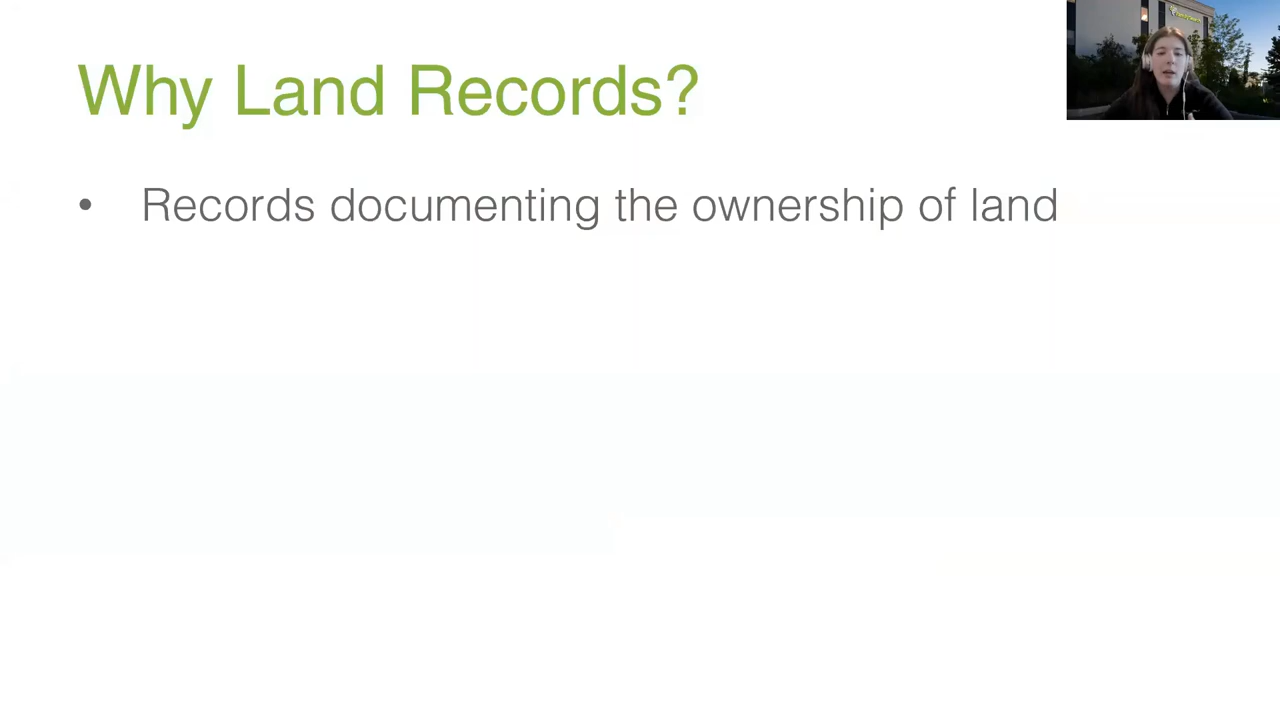 Why Land Records?
• Records documenting the ownership of land